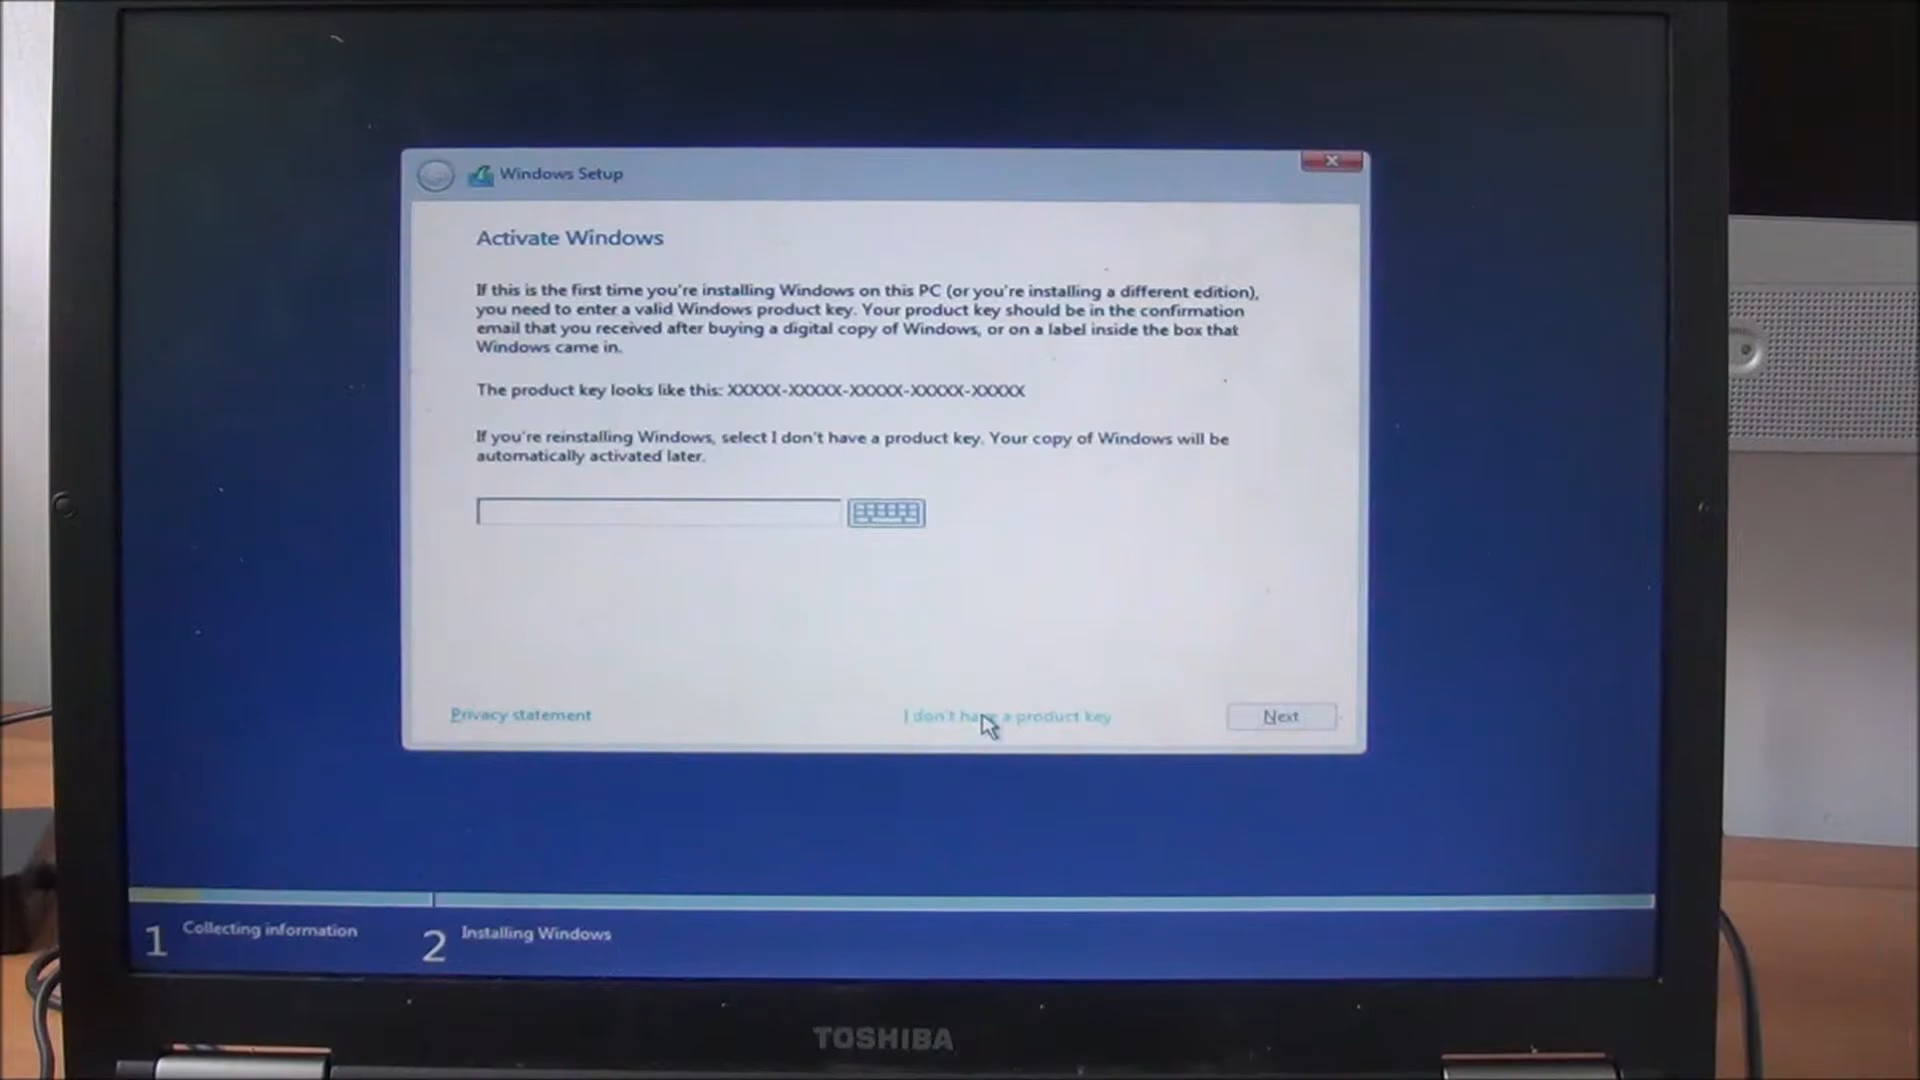 Windows Setup
Activate Windows
If this is the first time you're installing Windows on this PC (or you're installing a different edition),
you need to enter a valid Windows product key. Your product key should be in the confirmation
email that you received after buying a digital copy of Windows, or on a label inside the box that
Windows came in.
The product key looks like this: XXXXX-XXXXX-XXXXX-XXXXX-XXXXX
If you're reinstalling Windows, select I don't have a product key. Your copy of Windows will be
automatically activated later.
Privacy statement
I don't have a product key
Next
1 Collecting information
2 Installing Windows
TOSHIBA